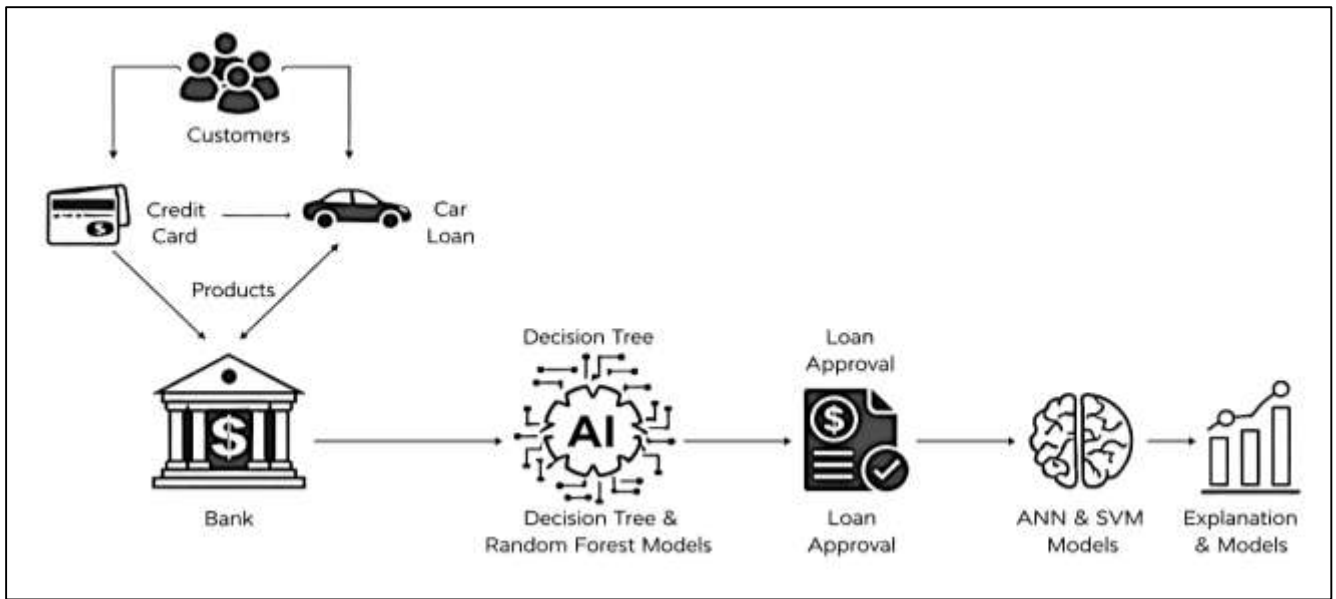 Customers
Credit
Card
Car
Loan
$
Products
$
Bank
Decision Tree
AI
Decision Tree &
Random Forest Models
Loan
Approval
$
Loan
Approval
ANN & SVM
Models
Explanation
& Models